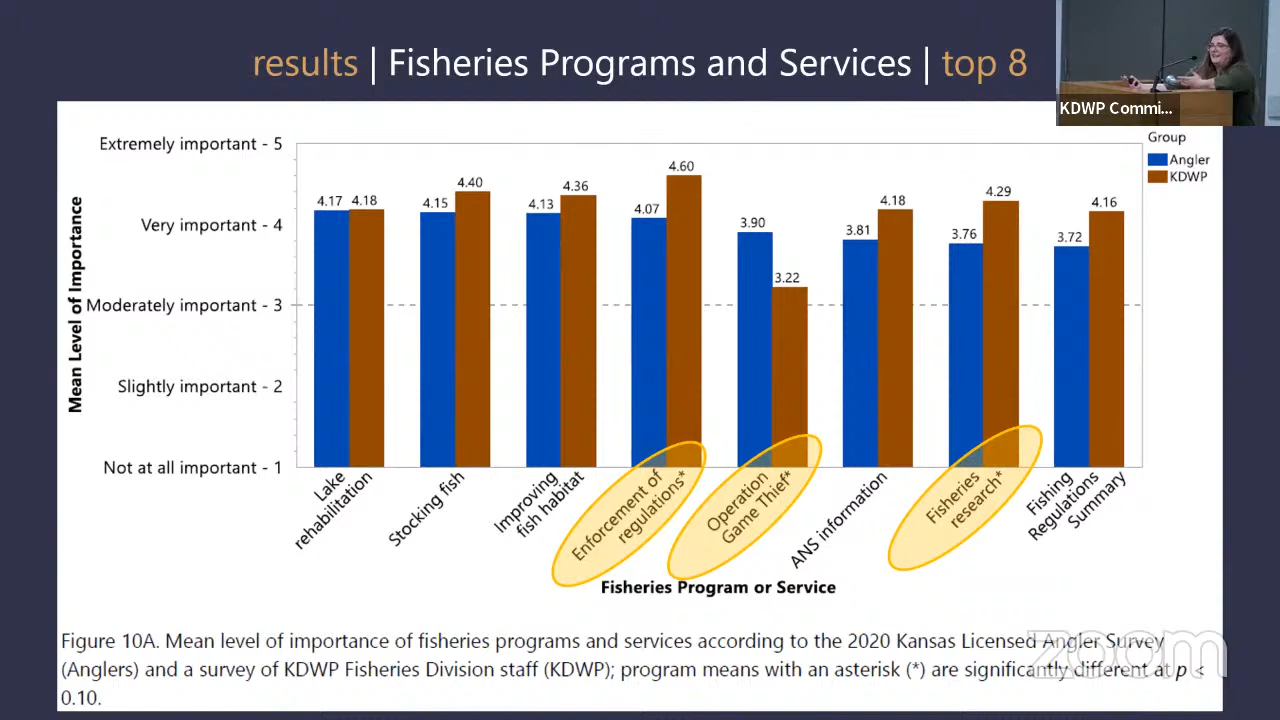 results | Fisheries Programs and Services | top 8
KDWP Commi...
Group
Angler
KDWP
Mean Level of Importance
Extremely important - 5
Very important - 4
Moderately important - 3
Slightly important - 2
Not at all important - 1
4.17 4.18
4.15 4.40
4.13 4.36
4.07 4.60
3.90 3.22
3.81 4.18
3.76 4.29
3.72 4.16
Lake
rehabilitation
Stocking fish
Improving
fish habitat
Enforcement of
regulations*
Operation
Game Thief*
ANS information
Fisheries
research*
Fishing
Regulations
Summary
Fisheries Program or Service
Figure 10A. Mean level of importance of fisheries programs and services according to the 2020 Kansas Licensed Angler Survey
(Anglers) and a survey of KDWP Fisheries Division staff (KDWP); program means with an asterisk (*) are significantly different at p <
0.10.
zoom